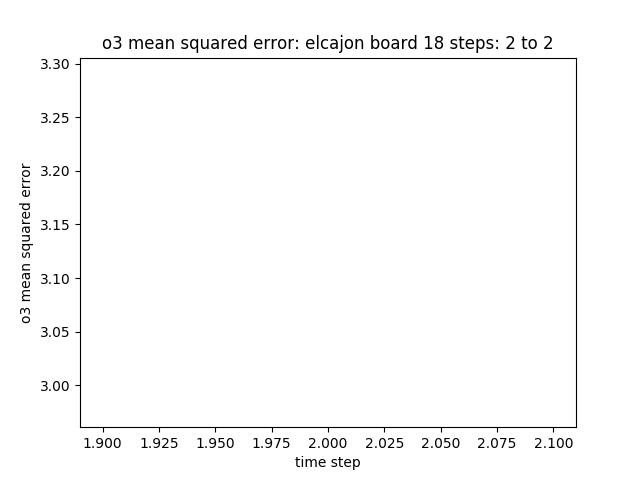 o3 mean squared error: elcajon board 18 steps: 2 to 2
3.30
3.25
3.20
3.15
3.10
3.05
3.00
o3 mean squared error
1.900 1.925 1.950 1.975 2.000 2.025 2.050 2.075 2.100
time step